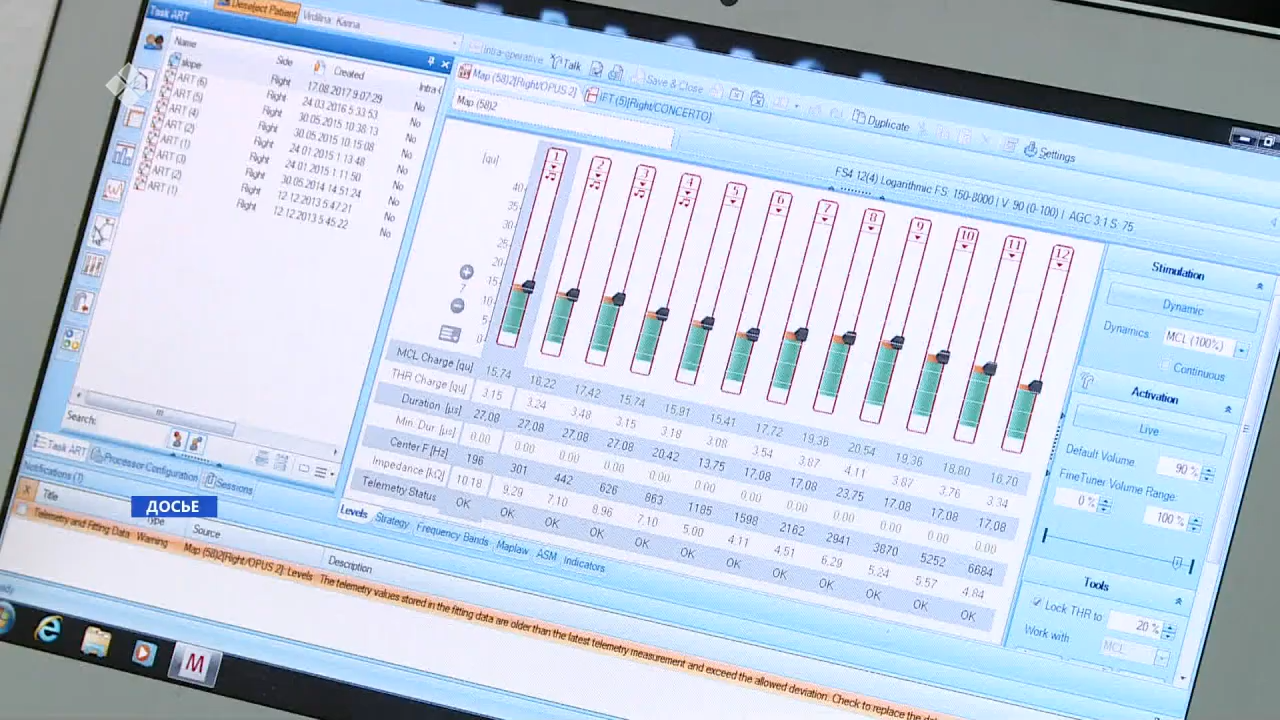 Task ART
Deselect Patient
Name Side Created
slope Right 17.08.2017 9:07:29 No
ART (6) Right 24.03.2016 5:33:53 No
ART (5) Right 30.05.2015 10:38:13 No
ART (4) Right 30.05.2015 10:15:08 No
ART (2) Right 24.01.2015 1:13:48 No
ART (1) Right 24.01.2015 1:11:50 No
ART (3) Right 30.05.2014 14:51:24 No
ART (2) Right 12.12.2013 5:47:21 No
ART (1) Right 12.12.2013 5:45:22 No
Search:
Task ART Processor Configuration Sessions
Intra-operative Talk Save & Close Duplicate Settings
Map (58)2[Right/OPUS 2] IFT (5)[Right/CONCERTO]
Map (58)2
FS4 12(4) Logarithmic FS: 150-8000 | V: 90 (0-100) | AGC 3:1 S: 75
[qu]
40
35
30
25
20
15
10
5
0
7
1 2 3 4 5 6 7 8 9 10 11 12
MCL Charge [qu] 15.74 16.22 17.42 15.74 15.91 15.41 17.72 19.36 20.54 19.36 18.80 16.70
THR Charge [qu] 3.15 3.24 3.48 3.15 3.18 3.08 3.54 3.87 4.11 3.87 3.76 3.34
Duration [µs] 27.08 27.08 27.08 27.08 20.42 13.75 17.08 17.08 23.75 17.08 17.08 17.08
Min. Dur [µs] 0.00 0.00 0.00 0.00 0.00 0.00 0.00 0.00 0.00 0.00 0.00 0.00
Center F [Hz] 196 301 442 626 863 1185 1598 2162 2941 3870 5252 6684
Impedance [kΩ] 10.18 9.29 7.10 8.96 7.10 5.00 4.11 4.51 6.29 5.24 5.57 4.84
Telemetry Status OK OK OK OK OK OK OK OK OK OK OK OK
Levels Strategy Frequency Bands Maplaw ASM Indicators
Stimulation
Dynamic
Dynamics: MCL (100%)
Continuous
Activation
Live
Default Volume 90 %
FineTuner Volume Range:
0 % 100 %
Tools
Lock THR to 20 %
Work with MCL
Notifications (1)
X Title Type Source Description
Telemetry and Fitting Data Warning Map (58)2[Right/OPUS 2]: Levels The telemetry values stored in the fitting data are older than the latest telemetry measurement and exceed the allowed deviation. Check to replace the
ДОСЬЕ
M